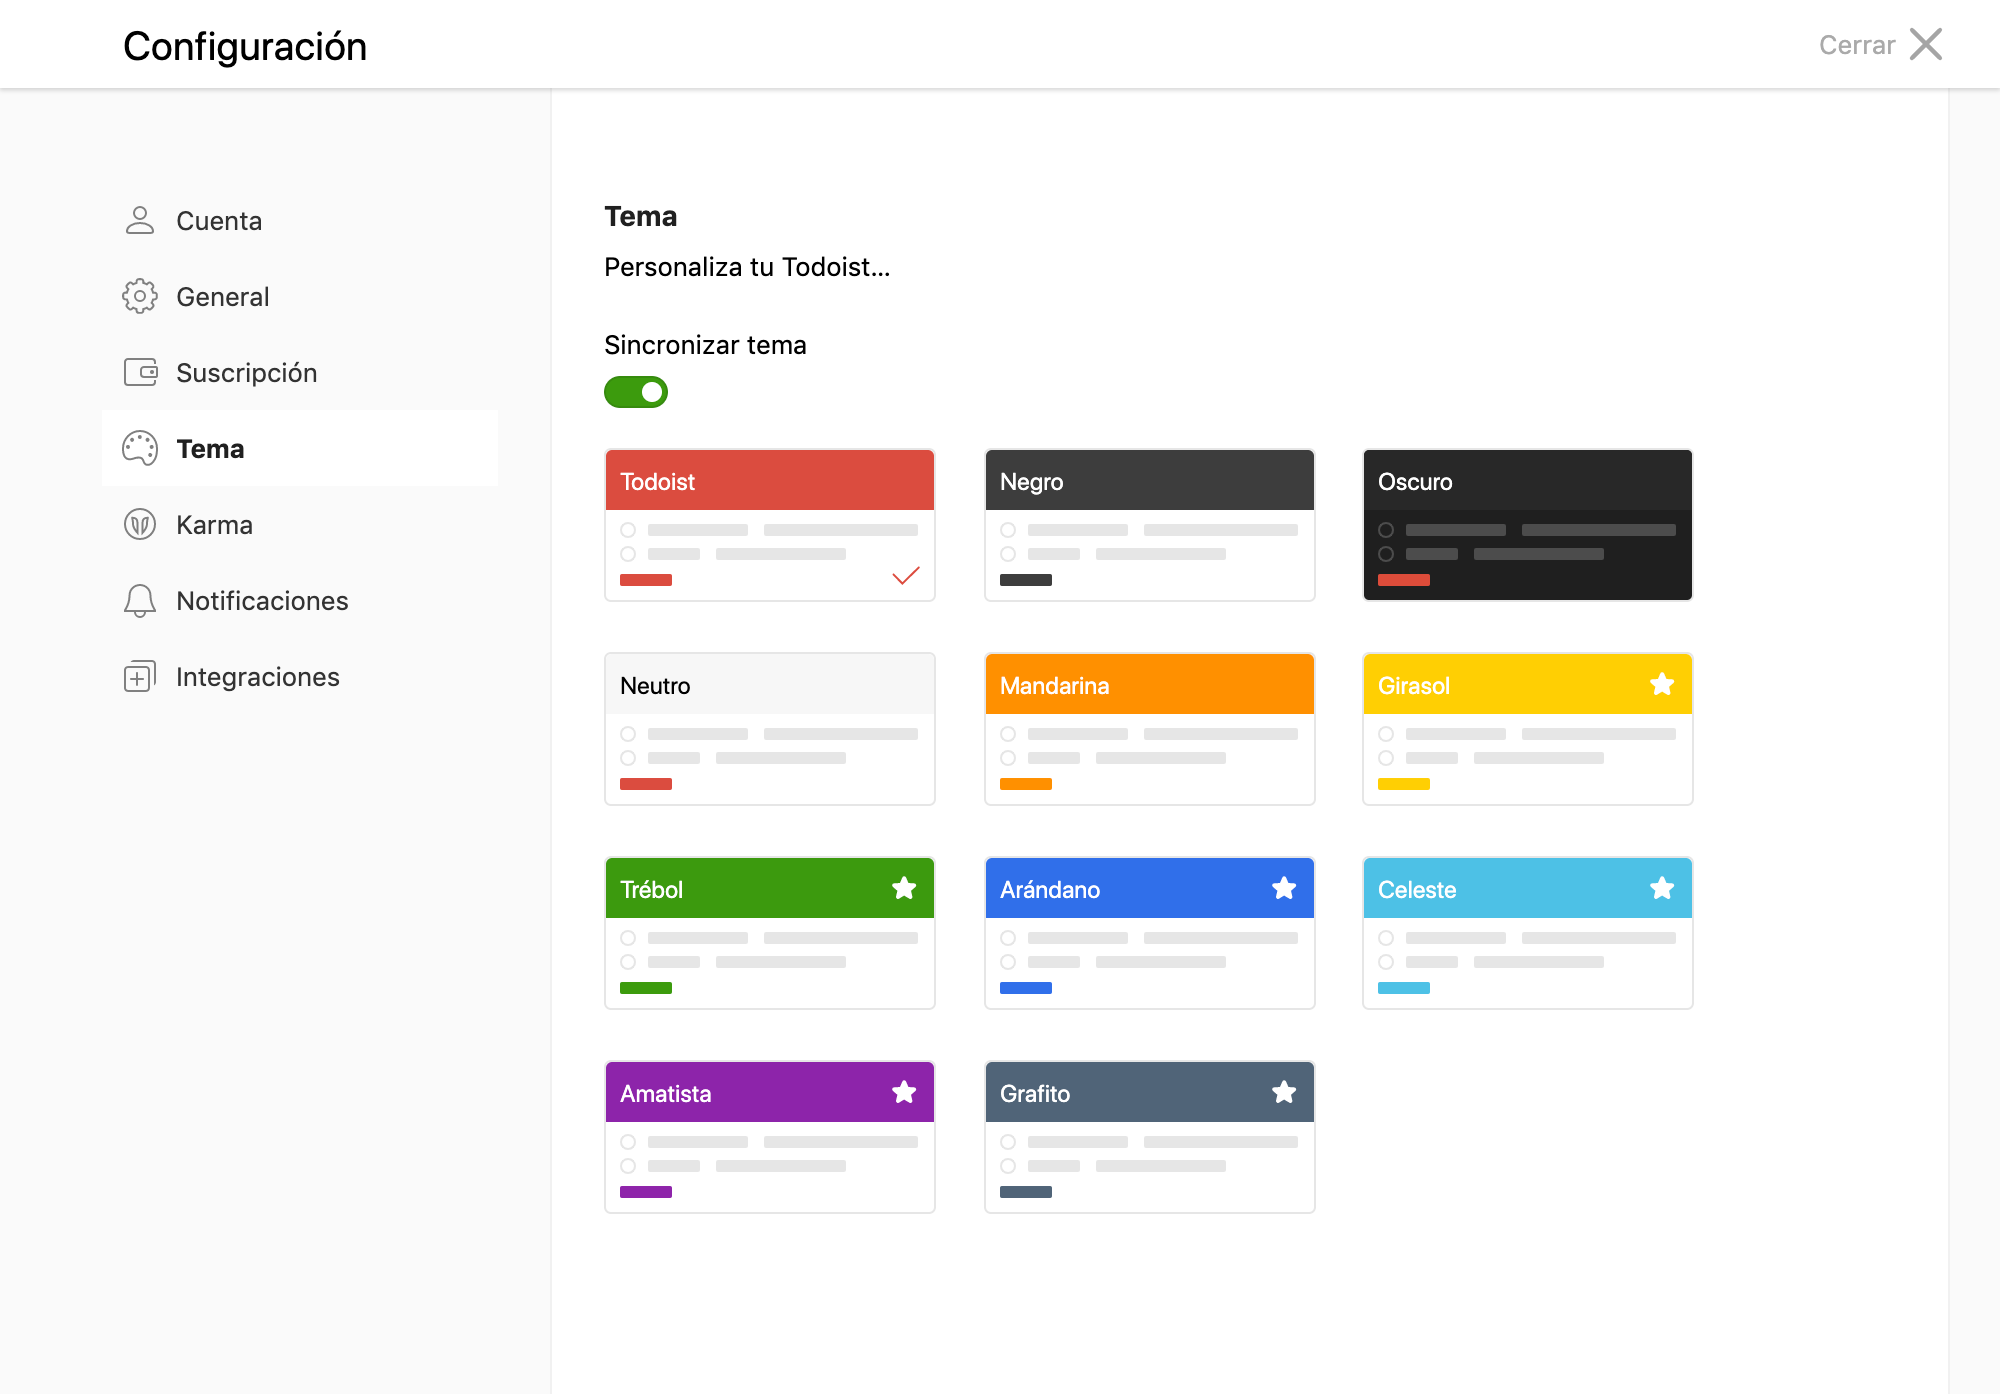 Configuración
Cerrar
Cuenta
General
Suscripción
Tema
Karma
Notificaciones
Integraciones
Tema
Personaliza tu Todoist...
Sincronizar tema
Todoist
Negro
Oscuro
Neutro
Mandarina
Girasol
Trébol
Arándano
Celeste
Amatista
Grafito